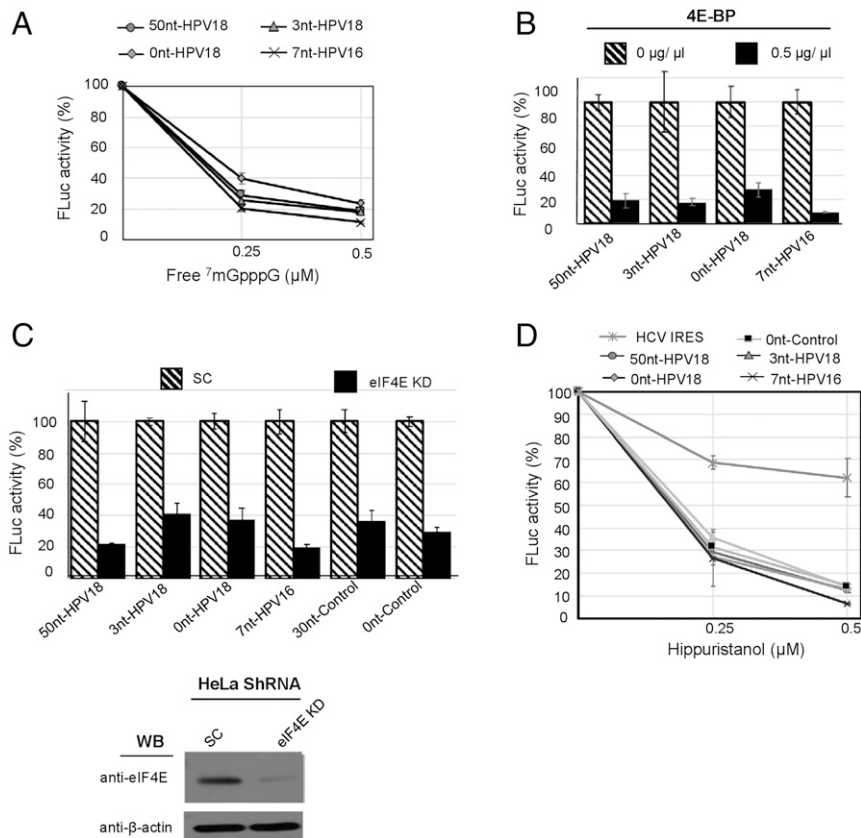 A
50nt-HPV18
3nt-HPV18
0nt-HPV18
7nt-HPV16
FLuc activity (%)
100
80
60
40
20
0
0.25
0.5
Free ⁷mGpppG (µM)
B
4E-BP
0 µg/ µl
0.5 µg/ µl
FLuc activity (%)
100
80
60
40
20
0
50nt-HPV18
3nt-HPV18
0nt-HPV18
7nt-HPV16
C
SC
eIF4E KD
FLuc activity (%)
100
80
60
40
20
0
50nt-HPV18
3nt-HPV18
0nt-HPV18
7nt-HPV16
30nt-Control
0nt-Control
HeLa ShRNA
WB
SC
eIF4E KD
anti-eIF4E
anti-β-actin
D
HCV IRES
0nt-Control
50nt-HPV18
3nt-HPV18
0nt-HPV18
7nt-HPV16
FLuc activity (%)
100
90
80
70
60
50
40
30
20
10
0
0.25
0.5
Hippuristanol (µM)